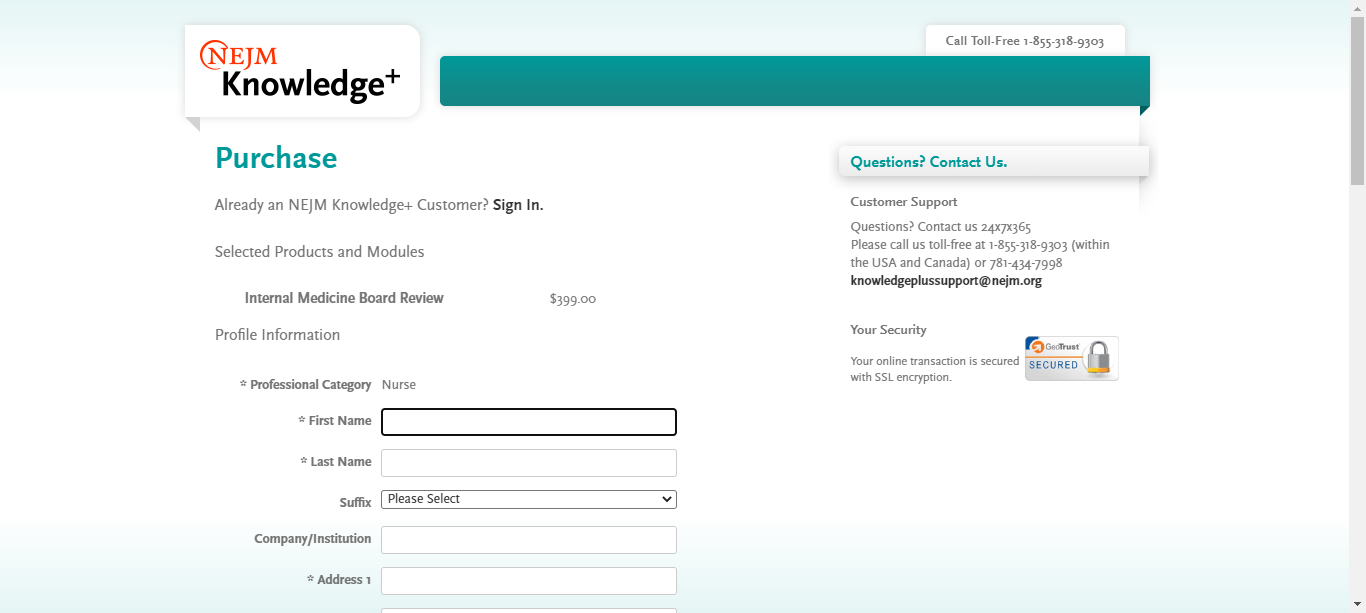 NEJM
Knowledge+
Call Toll-Free 1-855-318-9303
Purchase
Already an NEJM Knowledge+ Customer? Sign In.
Selected Products and Modules
Internal Medicine Board Review $399.00
Profile Information
* Professional Category Nurse
* First Name
* Last Name
Suffix Please Select
Company/Institution
* Address 1
Questions? Contact Us.
Customer Support
Questions? Contact us 24x7x365
Please call us toll-free at 1-855-318-9303 (within
the USA and Canada) or 781-434-7998
knowledgeplussupport@nejm.org
Your Security
Your online transaction is secured
with SSL encryption.
GeoTrust
SECURED